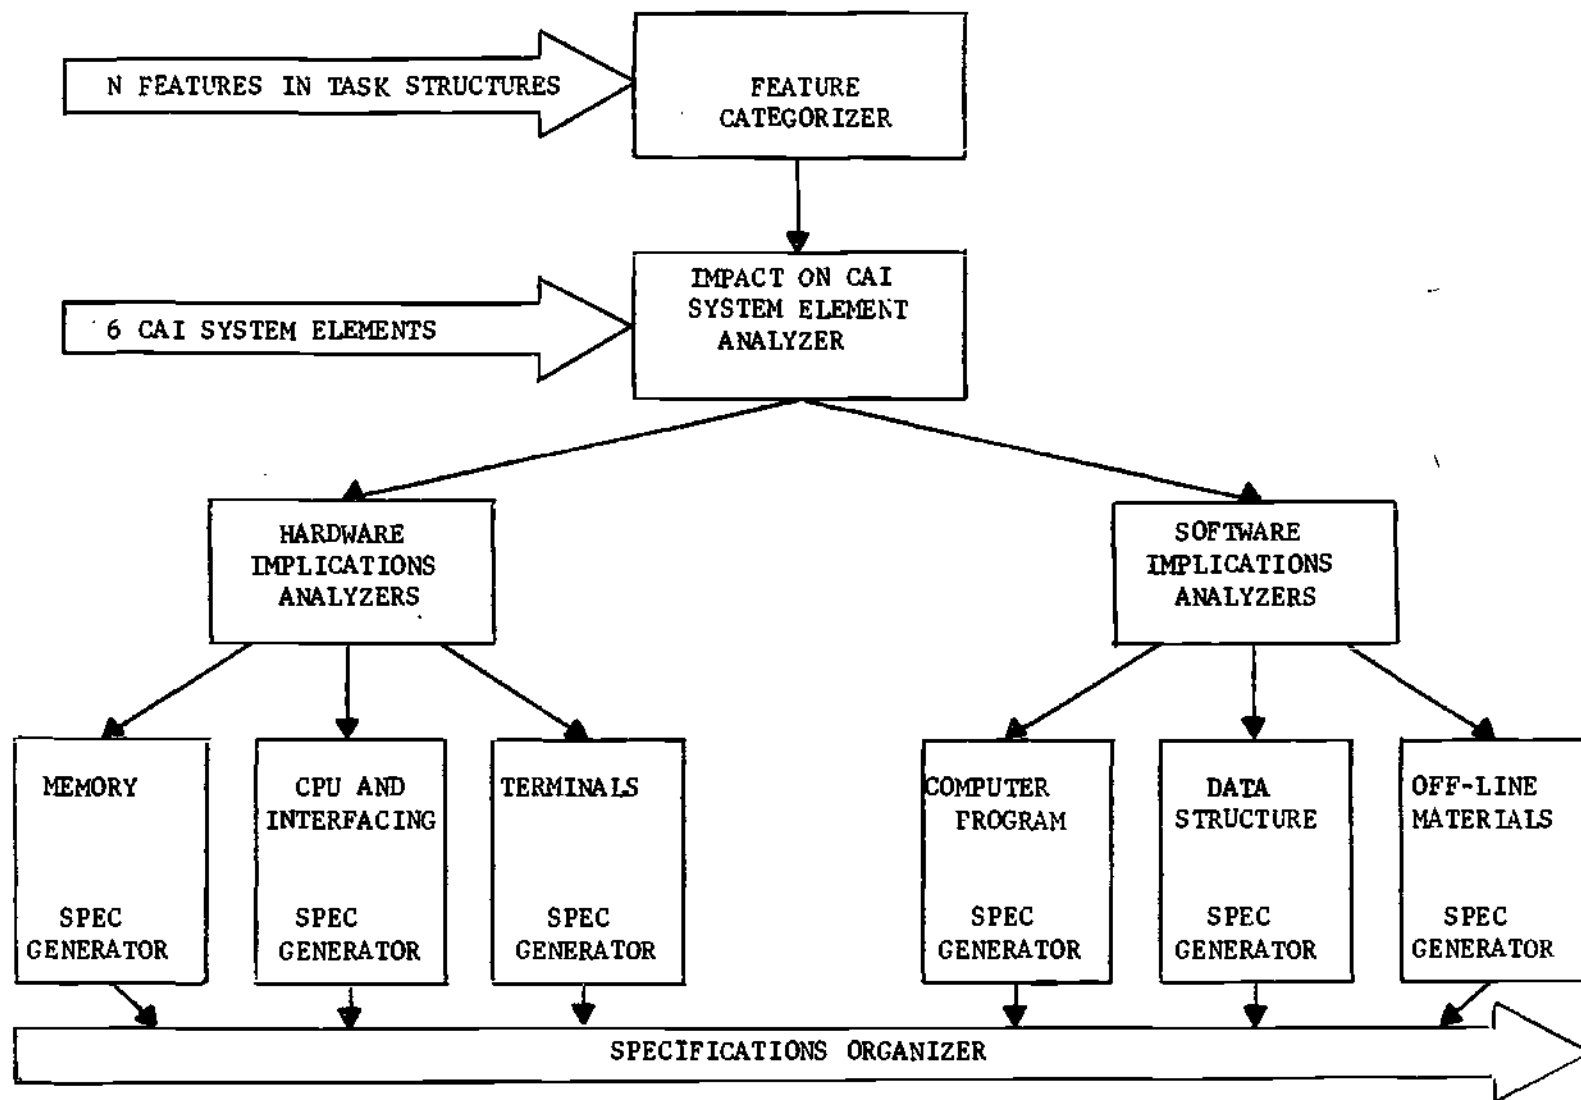 N FEATURES IN TASK STRUCTURES
FEATURE
CATEGORIZER
6 CAI SYSTEM ELEMENTS
IMPACT ON CAI
SYSTEM ELEMENT
ANALYZER
HARDWARE
IMPLICATIONS
ANALYZERS
SOFTWARE
IMPLICATIONS
ANALYZERS
MEMORY
SPEC
GENERATOR
CPU AND
INTERFACING
SPEC
GENERATOR
TERMINALS
SPEC
GENERATOR
COMPUTER
PROGRAM
SPEC
GENERATOR
DATA
STRUCTURE
SPEC
GENERATOR
OFF-LINE
MATERIALS
SPEC
GENERATOR
SPECIFICATIONS ORGANIZER